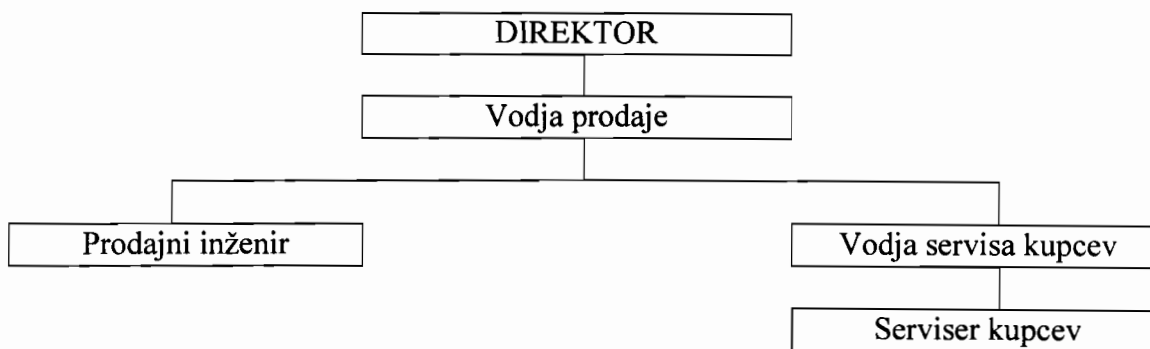 DIREKTOR
Vodja prodaje
Prodajni inženir
Vodja servisa kupcev
Serviser kupcev